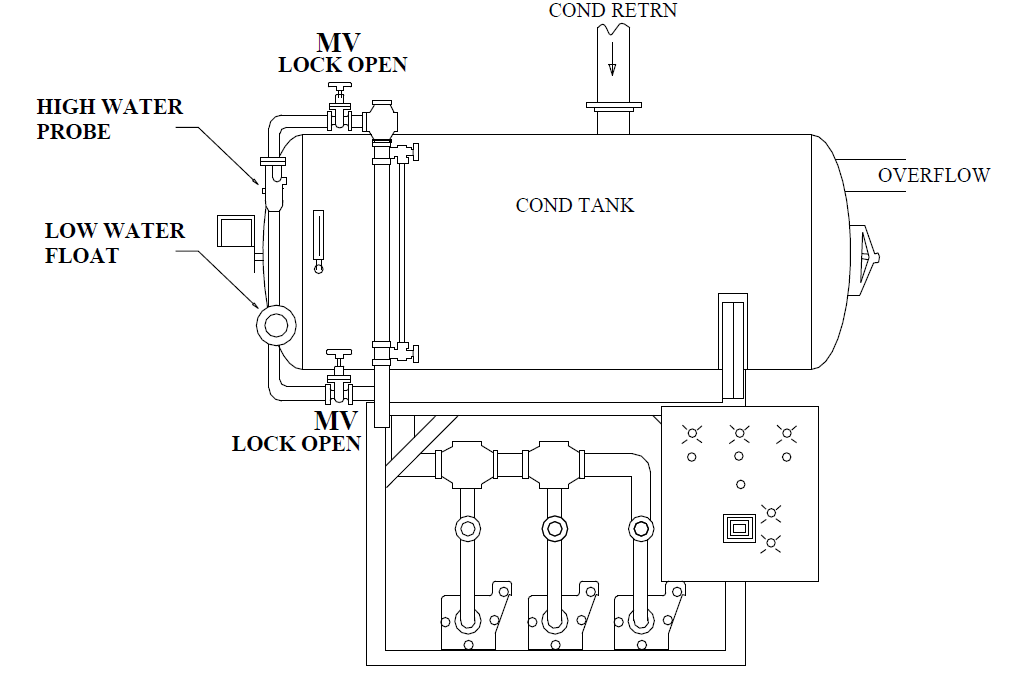 COND RETRN
MV
LOCK OPEN
HIGH WATER
PROBE
OVERFLOW
COND TANK
LOW WATER
FLOAT
MV
LOCK OPEN